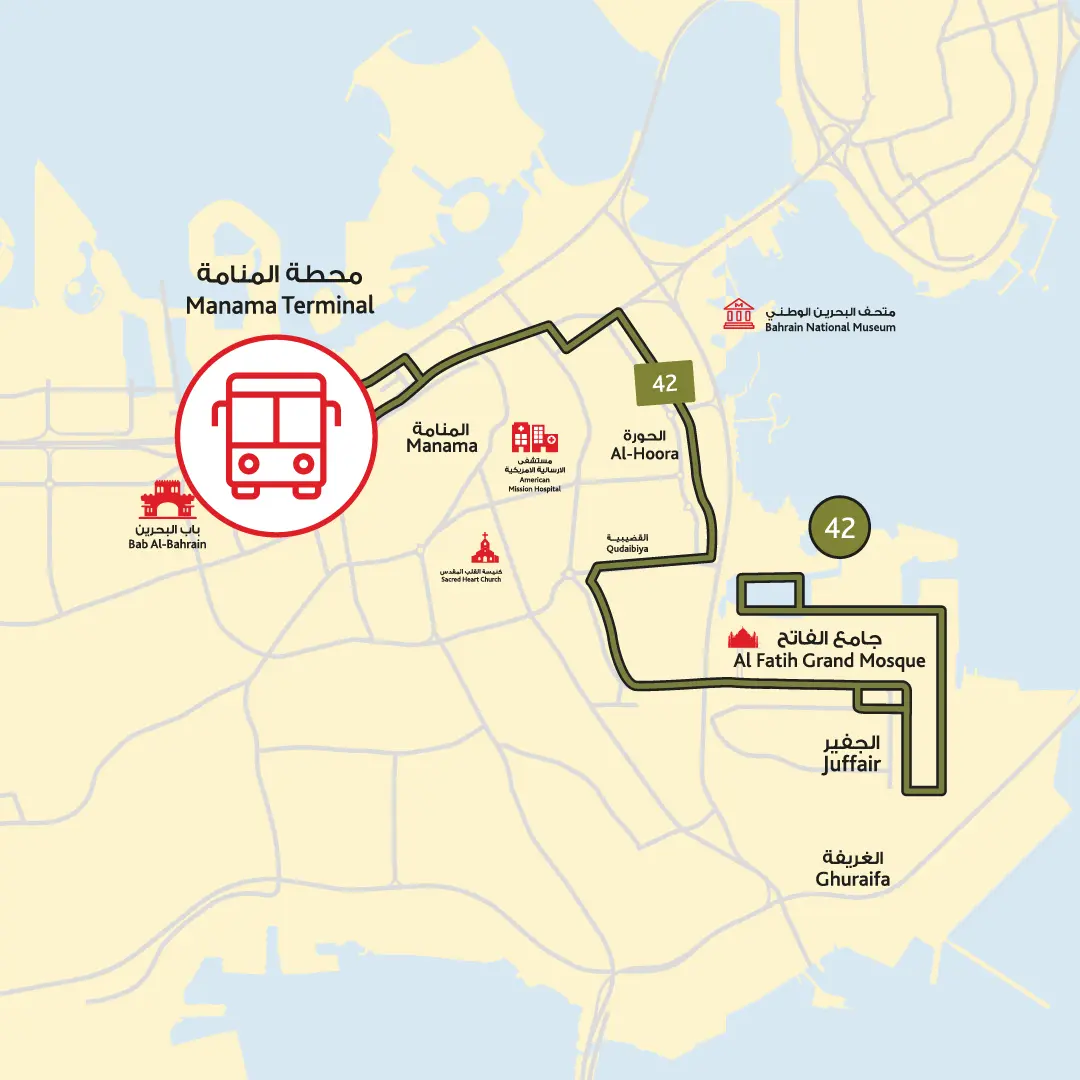 محطة المنامة
Manama Terminal
متحف البحرين الوطني
Bahrain National Museum
42
المنامة
Manama
مستشفى
الارسالية الامريكية
American
Mission Hospital
الحورة
Al-Hoora
باب البحرين
Bab Al-Bahrain
القضيبية
Qudaibiya
42
كنيسة القلب المقدس
Sacred Heart Church
جامع الفاتح
Al Fatih Grand Mosque
الجفير
Juffair
الغريفة
Ghuraifa